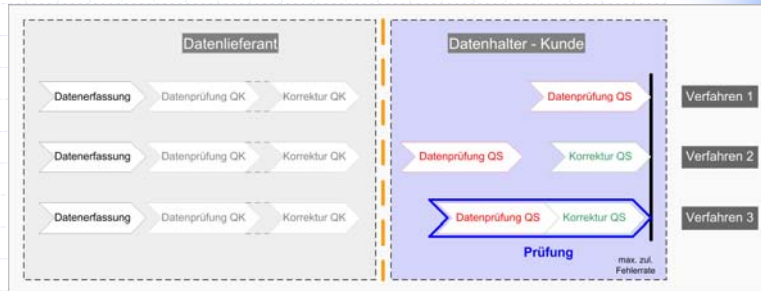 Datenlieferant
Datenhalter - Kunde
Datenerfassung Datenprüfung QK Korrektur QK Datenprüfung QS Verfahren 1
Datenerfassung Datenprüfung QK Korrektur QK Datenprüfung QS Korrektur QS Verfahren 2
Datenerfassung Datenprüfung QK Korrektur QK Datenprüfung QS Korrektur QS Verfahren 3
Prüfung
max. zul.
Fehlerrate